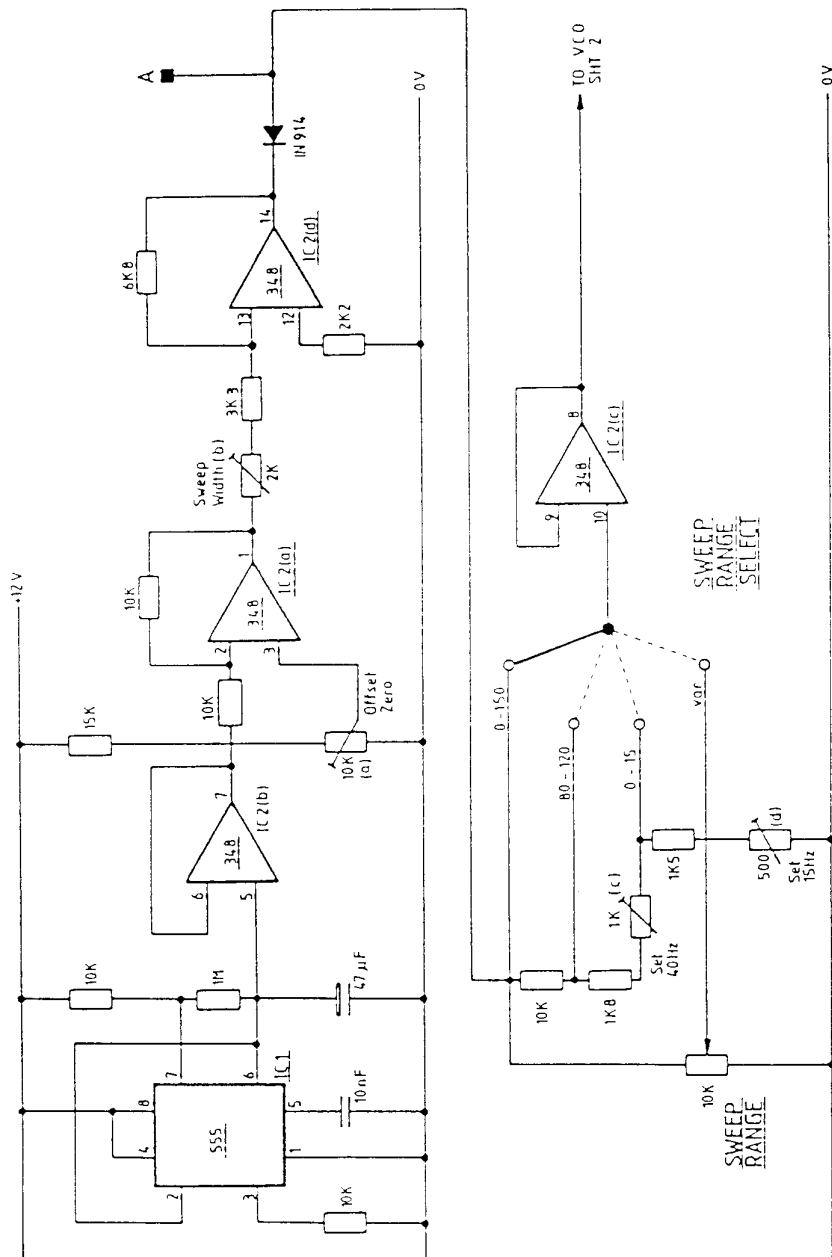 +12V
10K
2
4
8
7
555
3
1
5
6
IC1
10K
10nF
1M
47µF
6
5
7
348
IC2(b)
15K
10K
(a)
Offset
Zero
10K
10K
2
3
1
348
IC2(a)
Sweep
Width(b)
2K
3K3
6K8
13
12
14
348
IC2(d)
2K2
IN914
A
0V
SWEEP
RANGE
10K
10K
1K8
1K (c)
Set
40Hz
1K5
500
(d)
Set
15Hz
0-150
80-120
0-15
var
9
10
8
348
IC2(c)
SWEEP
RANGE
SELECT
TO VCO
SHT 2
0V